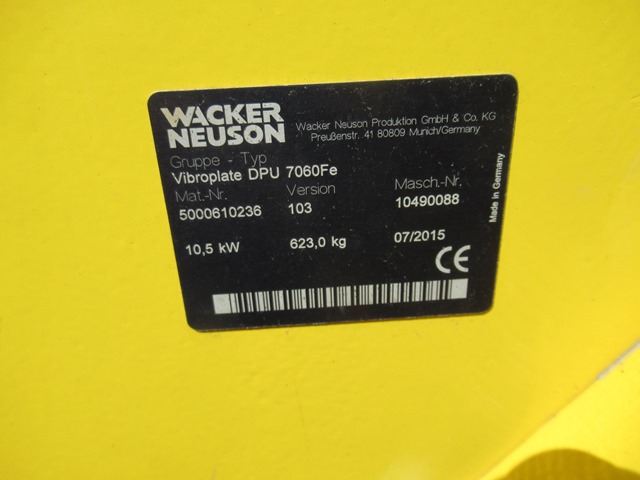 WACKER
NEUSON
Wacker Neuson Produktion GmbH & Co. KG
Preußenstr. 41 80809 Munich/Germany
Gruppe - Typ
Vibroplate DPU 7060Fe
Mat.-Nr. Version Masch.-Nr.
5000610236 103 10490088
10,5 kW 623,0 kg 07/2015
CE
Made in Germany